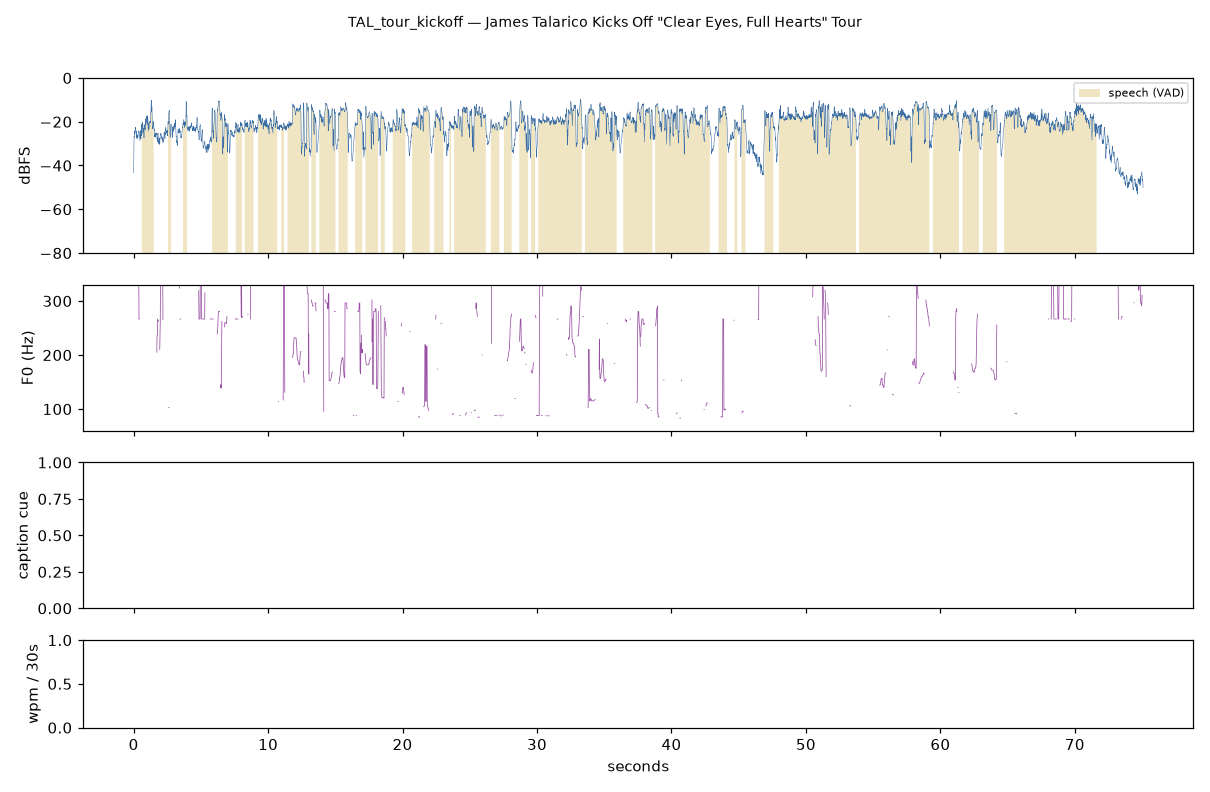 TAL_tour_kickoff — James Talarico Kicks Off "Clear Eyes, Full Hearts" Tour
0
−20
−40
−60
−80
dBFS
speech (VAD)
300
200
100
F0 (Hz)
1.00
0.75
0.50
0.25
0.00
caption cue
1.0
0.5
0.0
wpm / 30s
0 10 20 30 40 50 60 70
seconds